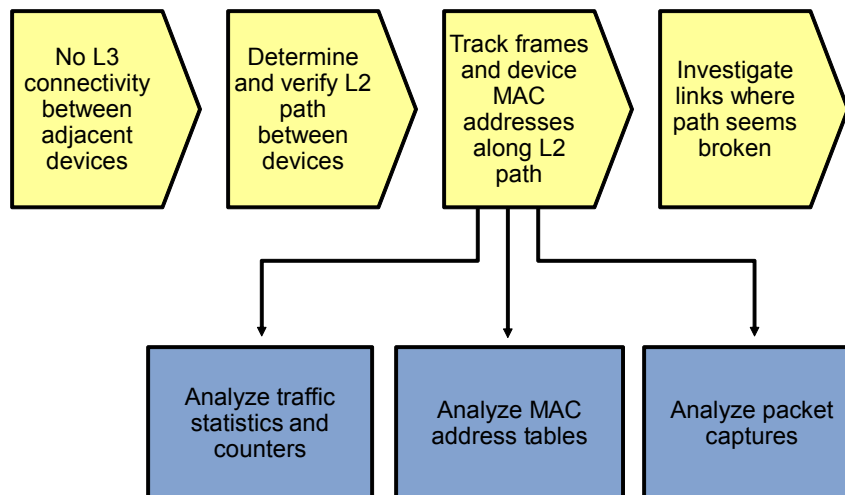 No L3
connectivity
between
adjacent
devices
Determine
and verify L2
path
between
devices
Track frames
and device
MAC
addresses
along L2
path
Investigate
links where
path seems
broken
Analyze traffic
statistics and
counters
Analyze MAC
address tables
Analyze packet
captures